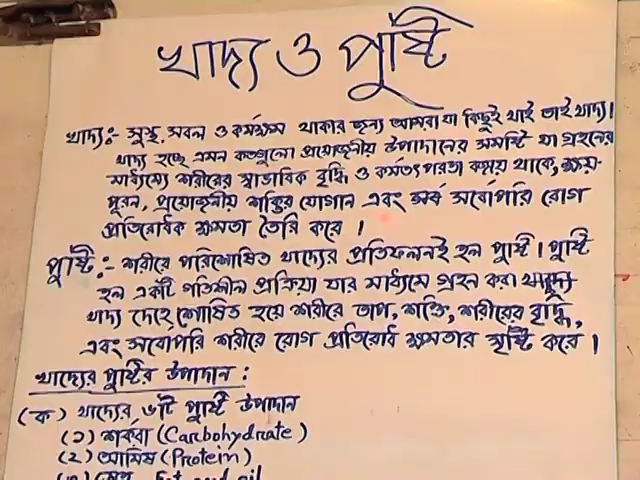 খাদ্য ও পুষ্টি
খাদ্য:- সুস্থ, সবল ও কর্মক্ষম থাকার জন্য আমরা যা কিছুই খাই তাই খাদ্য।
খাদ্য হচ্ছে এমন কতগুলো প্রয়োজনীয় উপাদানের সমষ্টি যা গ্রহনের
মাধ্যমে শরীরের স্বাভাবিক বৃদ্ধি ও কর্মতৎপরতা বজায় থাকে, ক্ষয়-
পূরন, প্রয়োজনীয় শক্তির যোগান এবং সর্বোপরি রোগ
প্রতিরোধক ক্ষমতা তৈরি করে ।
পুষ্টি:- শরীরে পরিশোষিত খাদ্যের প্রতিফলনই হল পুষ্টি। পুষ্টি
হল একটি গতিশীল প্রক্রিয়া যার মাধ্যমে গ্রহন করা
খাদ্য দেহে শোষিত হয়ে শরীরে তাপ, শক্তি, শরীরের বৃদ্ধি,
এবং সর্বোপরি শরীরে রোগ প্রতিরোধ ক্ষমতার সৃষ্টি করে ।
খাদ্যের পুষ্টির উপাদান :
(ক) খাদ্যের ৬টি পুষ্টি উপাদান
(১) শর্করা (Carbohydrate)
(২) আমিষ (Protein)